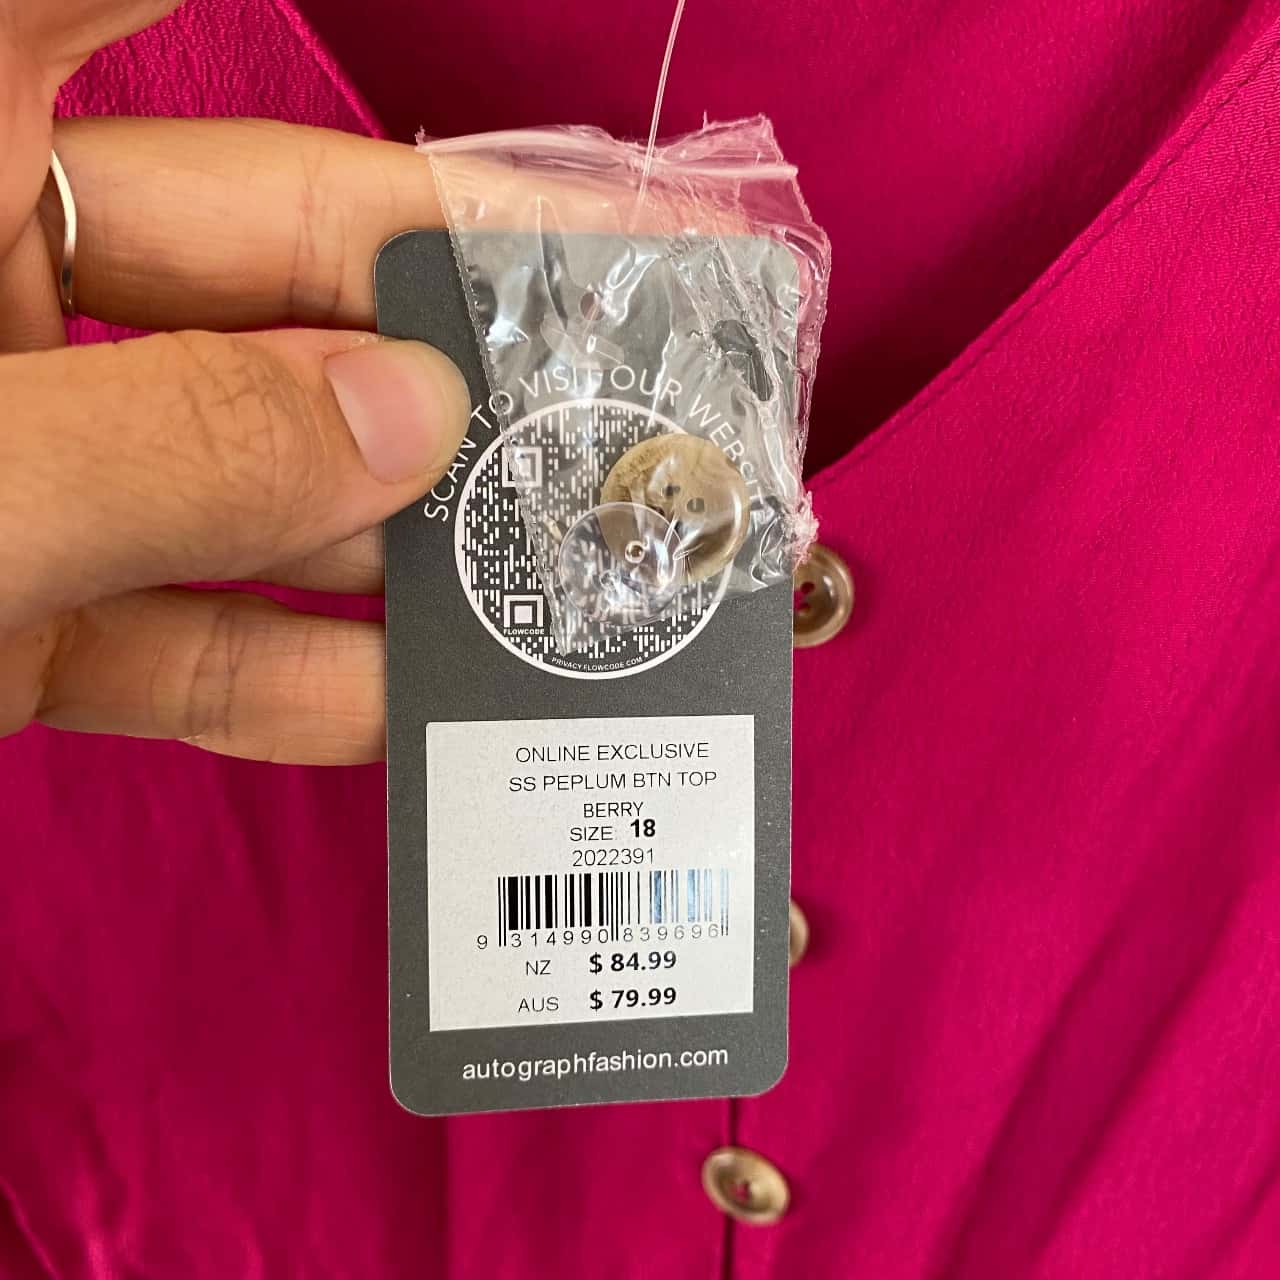 SCAN TO VISIT OUR WEBSITE
FLOWCODE
PRIVACY.FLOWCODE.COM
ONLINE EXCLUSIVE
SS PEPLUM BTN TOP
BERRY
SIZE: 18
2022391
9 314990 839696
NZ $ 84.99
AUS $ 79.99
autographfashion.com